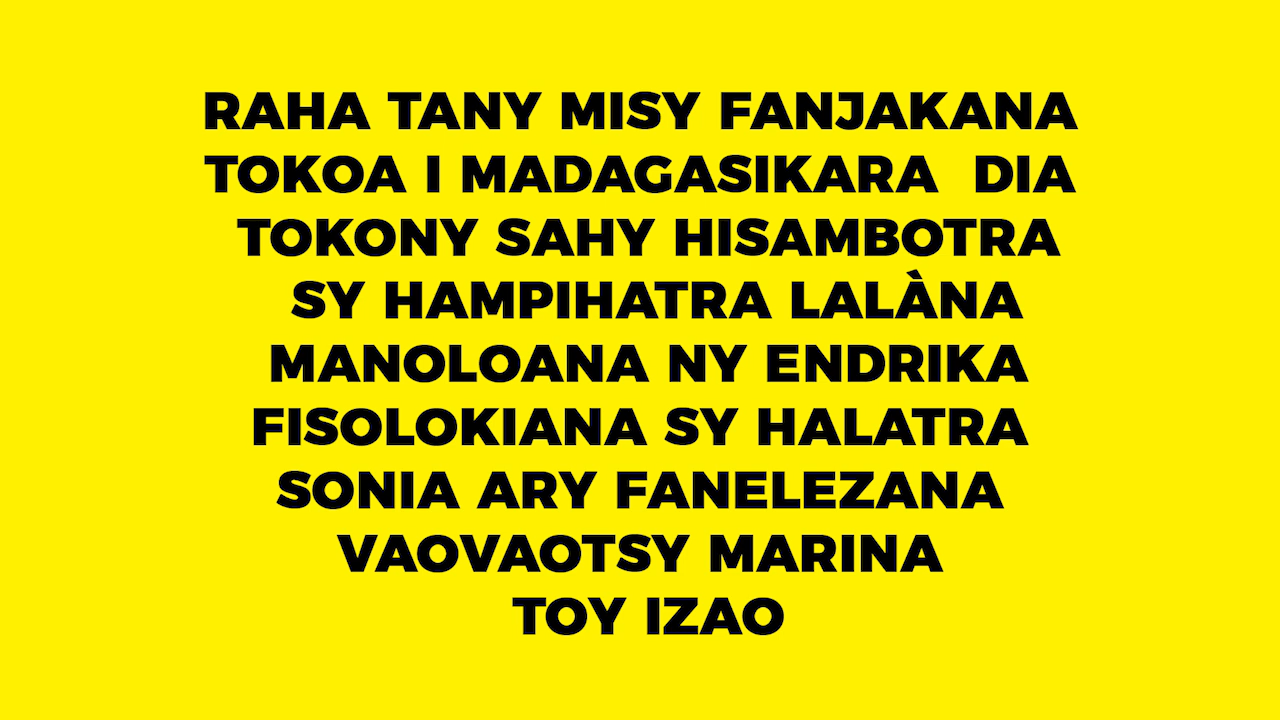 RAHA TANY MISY FANJAKANA
TOKOA I MADAGASIKARA DIA
TOKONY SAHY HISAMBOTRA
SY HAMPIHATRA LALÀNA
MANOLOANA NY ENDRIKA
FISOLOKIANA SY HALATRA
SONIA ARY FANELEZANA
VAOVAOTSY MARINA
TOY IZAO